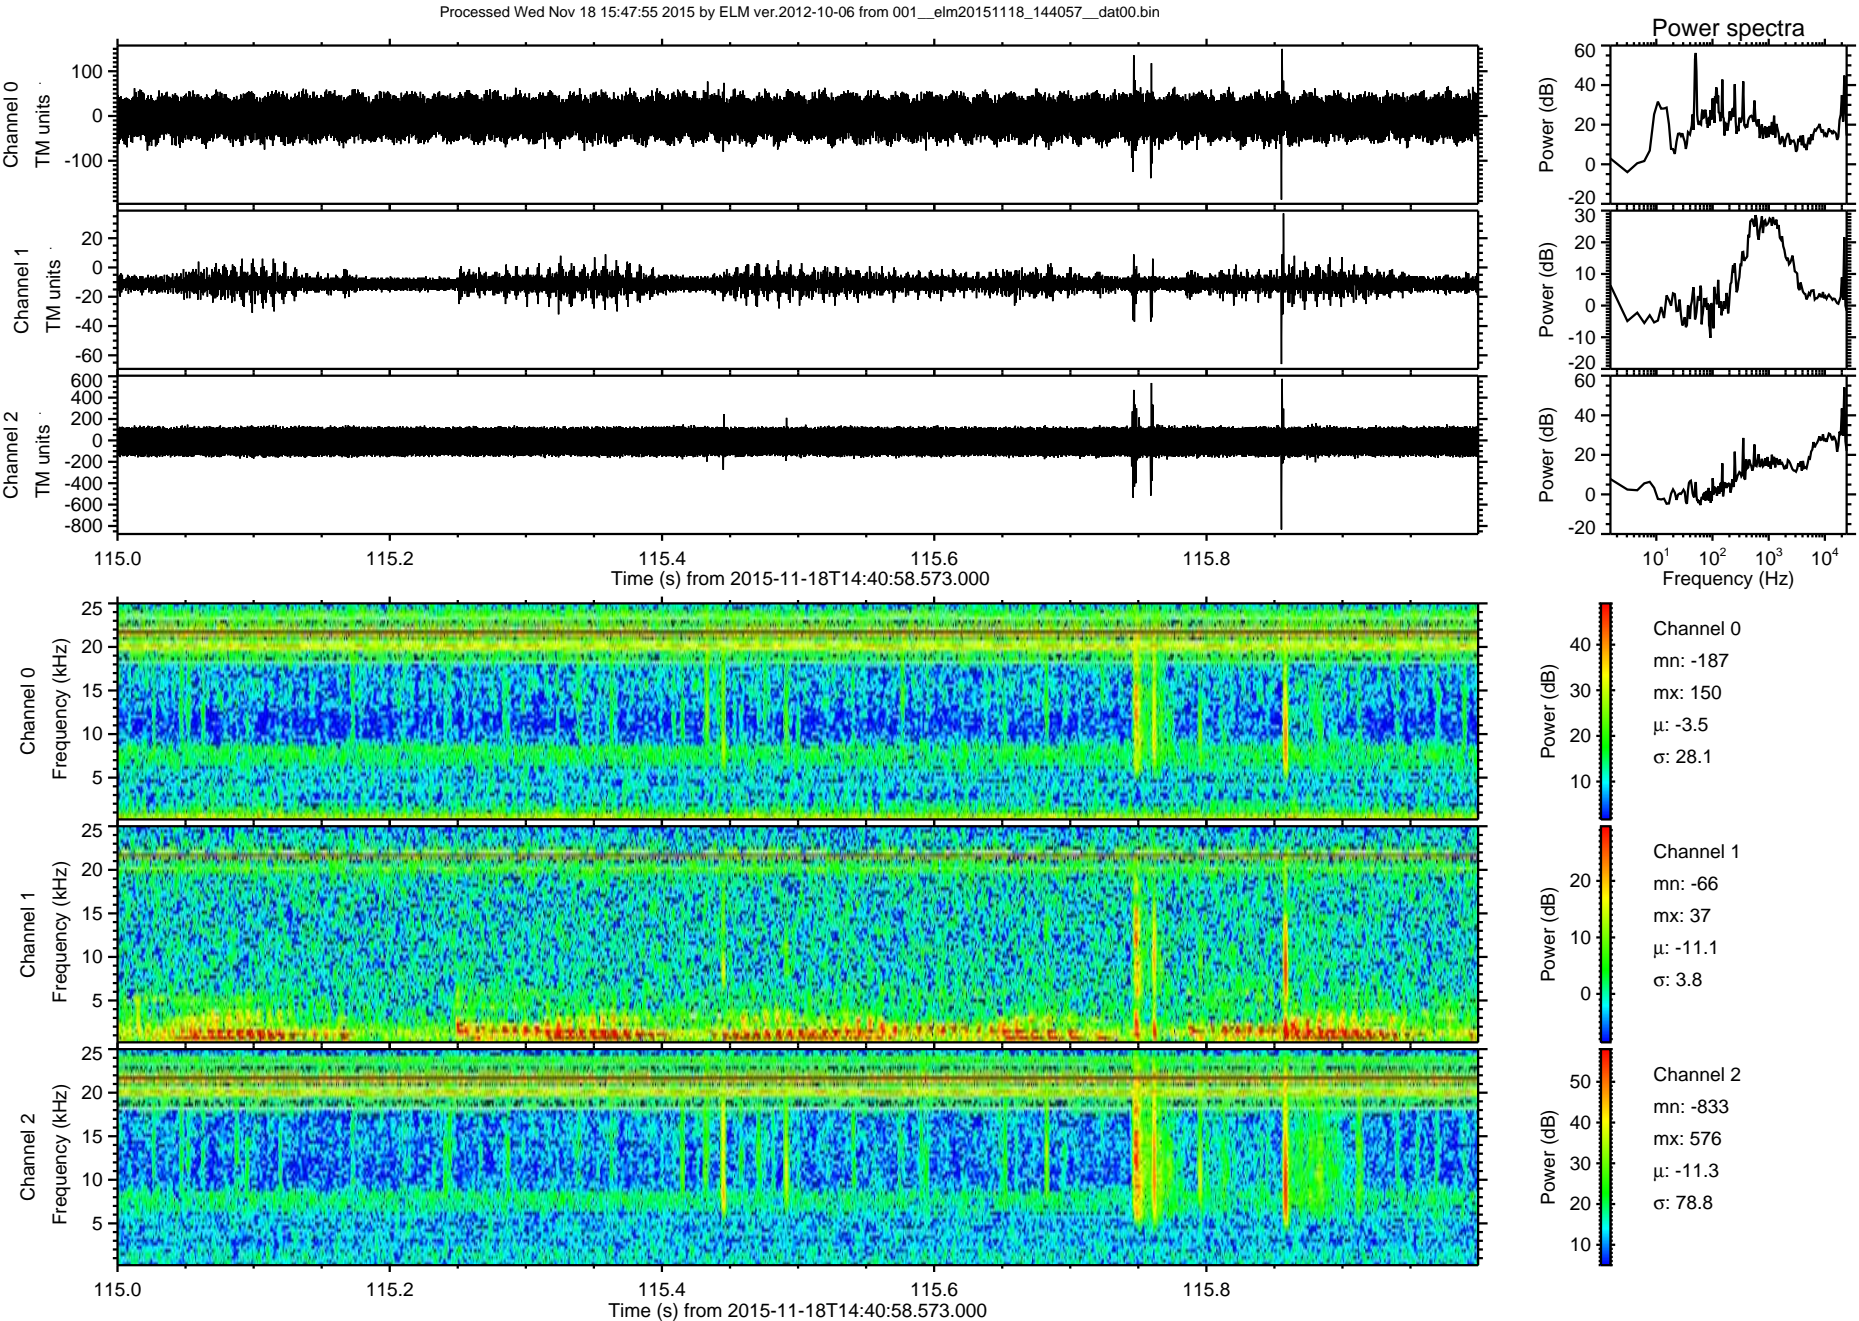 Processed Wed Nov 18 15:47:55 2015 by ELM ver.2012-10-06 from 001__elm20151118_144057__dat00.bin
Power spectra
Channel 0
TM units
100
0
-100
Power (dB)
60
40
20
0
-20
Channel 1
TM units
20
0
-20
-40
-60
Power (dB)
30
20
10
0
-10
-20
Channel 2
TM units
600
400
200
0
-200
-400
-600
-800
Power (dB)
60
40
20
0
-20
115.0 115.2 115.4 115.6 115.8
Time (s) from 2015-11-18T14:40:58.573.000
10^1 10^2 10^3 10^4
Frequency (Hz)
Channel 0
Frequency (kHz)
25
20
15
10
5
Power (dB)
40
30
20
10
Channel 0
mn: -187
mx: 150
µ: -3.5
σ: 28.1
Channel 1
Frequency (kHz)
25
20
15
10
5
Power (dB)
20
10
0
Channel 1
mn: -66
mx: 37
µ: -11.1
σ: 3.8
Channel 2
Frequency (kHz)
25
20
15
10
5
Power (dB)
50
40
30
20
10
Channel 2
mn: -833
mx: 576
µ: -11.3
σ: 78.8
115.0 115.2 115.4 115.6 115.8
Time (s) from 2015-11-18T14:40:58.573.000